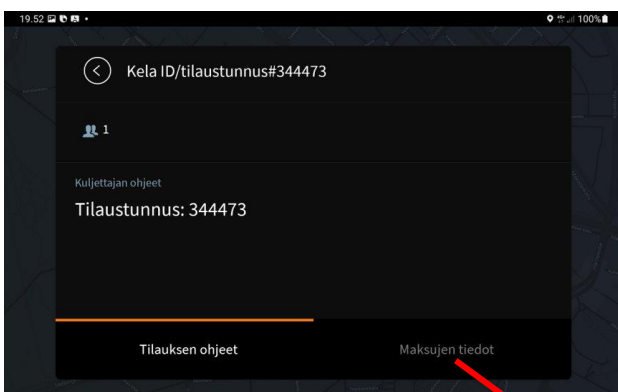 19.52 100%
Kela ID/tilaustunnus#344473
1
Kuljettajan ohjeet
Tilaustunnus: 344473
Tilauksen ohjeet Maksujen tiedot